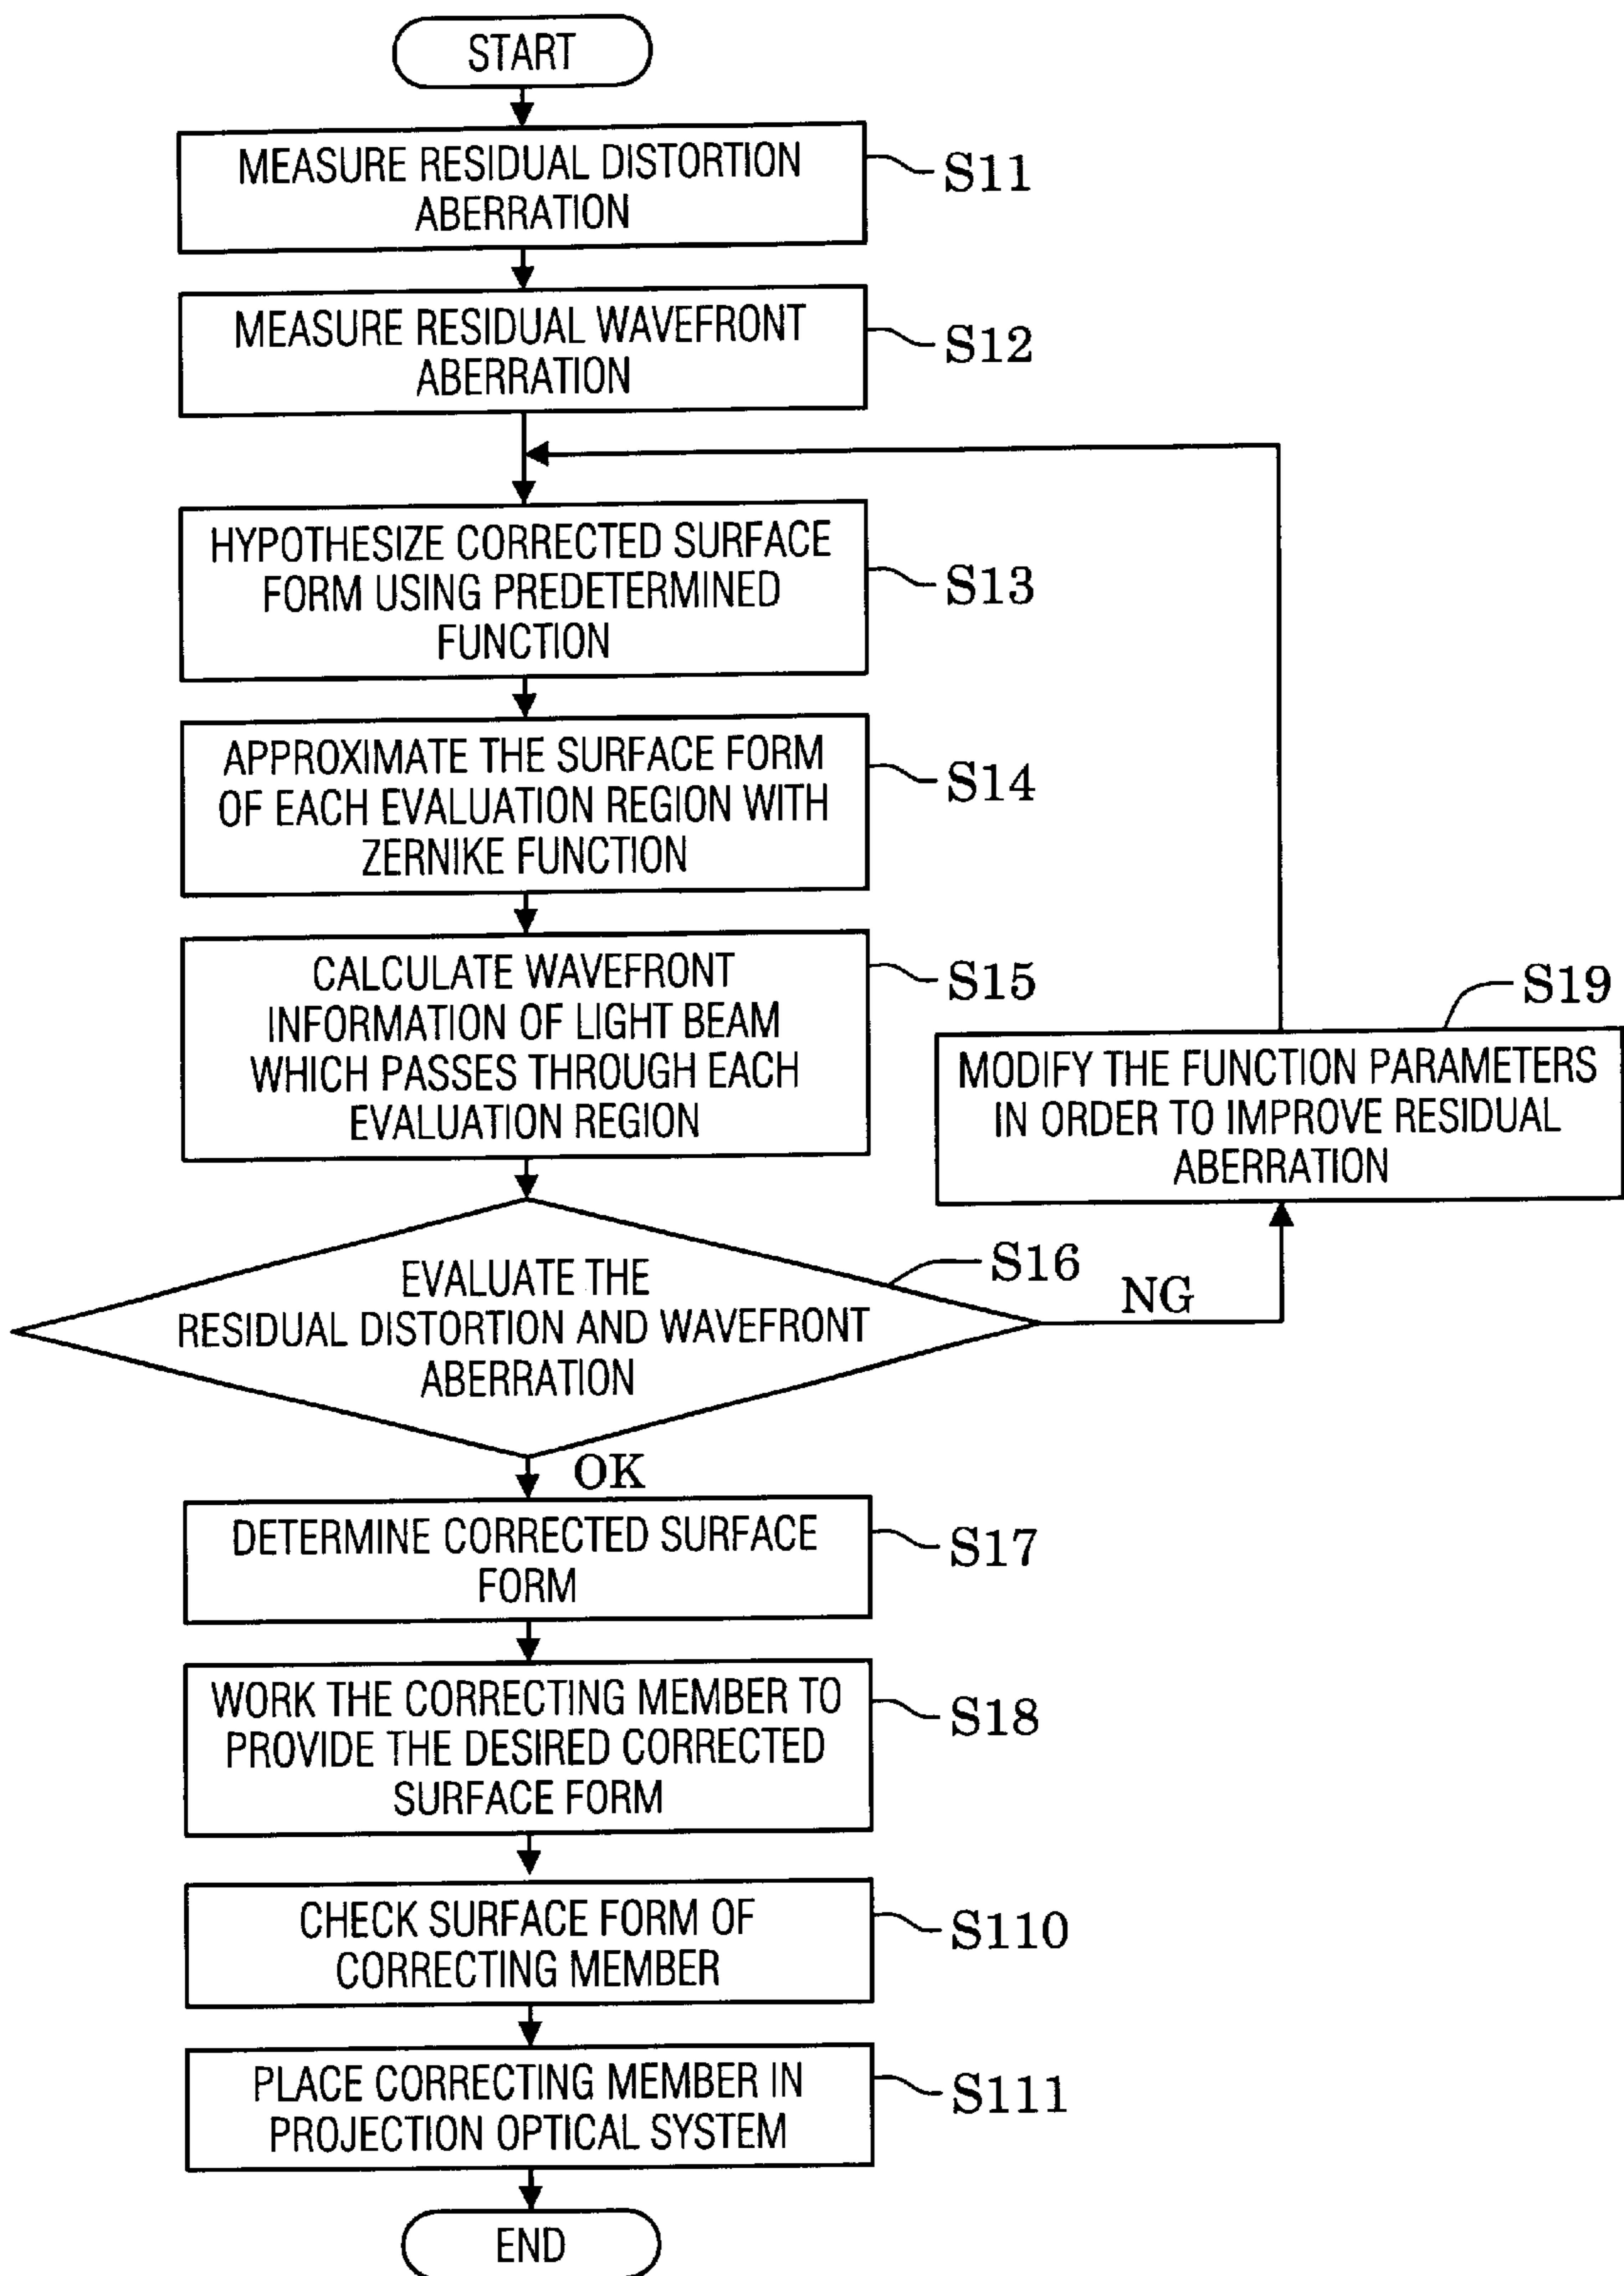 START
MEASURE RESIDUAL DISTORTION
ABERRATION
S11
MEASURE RESIDUAL WAVEFRONT
ABERRATION
S12
HYPOTHESIZE CORRECTED SURFACE
FORM USING PREDETERMINED
FUNCTION
S13
APPROXIMATE THE SURFACE FORM
OF EACH EVALUATION REGION WITH
ZERNIKE FUNCTION
S14
CALCULATE WAVEFRONT
INFORMATION OF LIGHT BEAM
WHICH PASSES THROUGH EACH
EVALUATION REGION
S15
S19
MODIFY THE FUNCTION PARAMETERS
IN ORDER TO IMPROVE RESIDUAL
ABERRATION
EVALUATE THE
RESIDUAL DISTORTION AND WAVEFRONT
ABERRATION
S16
NG
OK
DETERMINE CORRECTED SURFACE
FORM
S17
WORK THE CORRECTING MEMBER TO
PROVIDE THE DESIRED CORRECTED
SURFACE FORM
S18
CHECK SURFACE FORM OF
CORRECTING MEMBER
S110
PLACE CORRECTING MEMBER IN
PROJECTION OPTICAL SYSTEM
S111
END